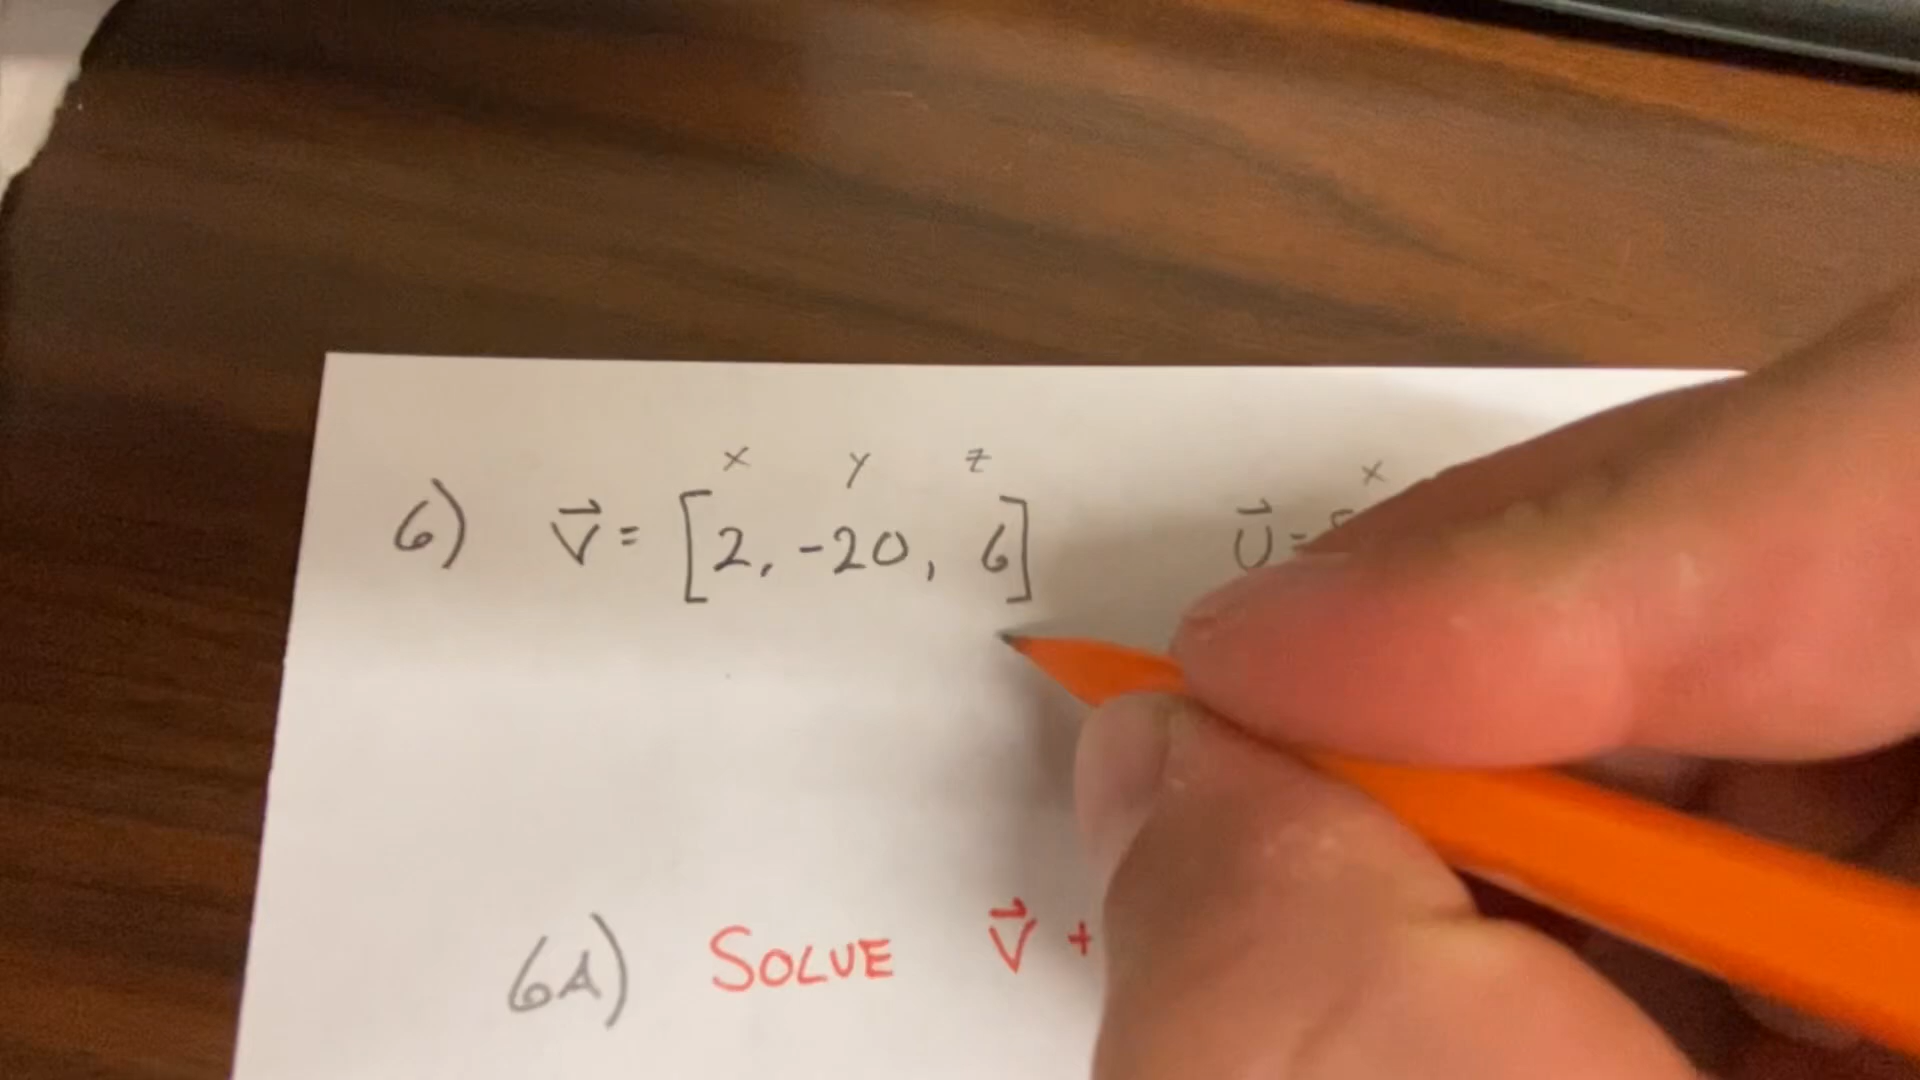 x y z x
6) V⃗ = [2, -20, 6] U⃗ =
6A) SOLVE V⃗ +